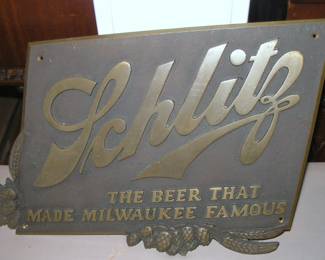 Schlitz
THE BEER THAT
MADE MILWAUKEE FAMOUS